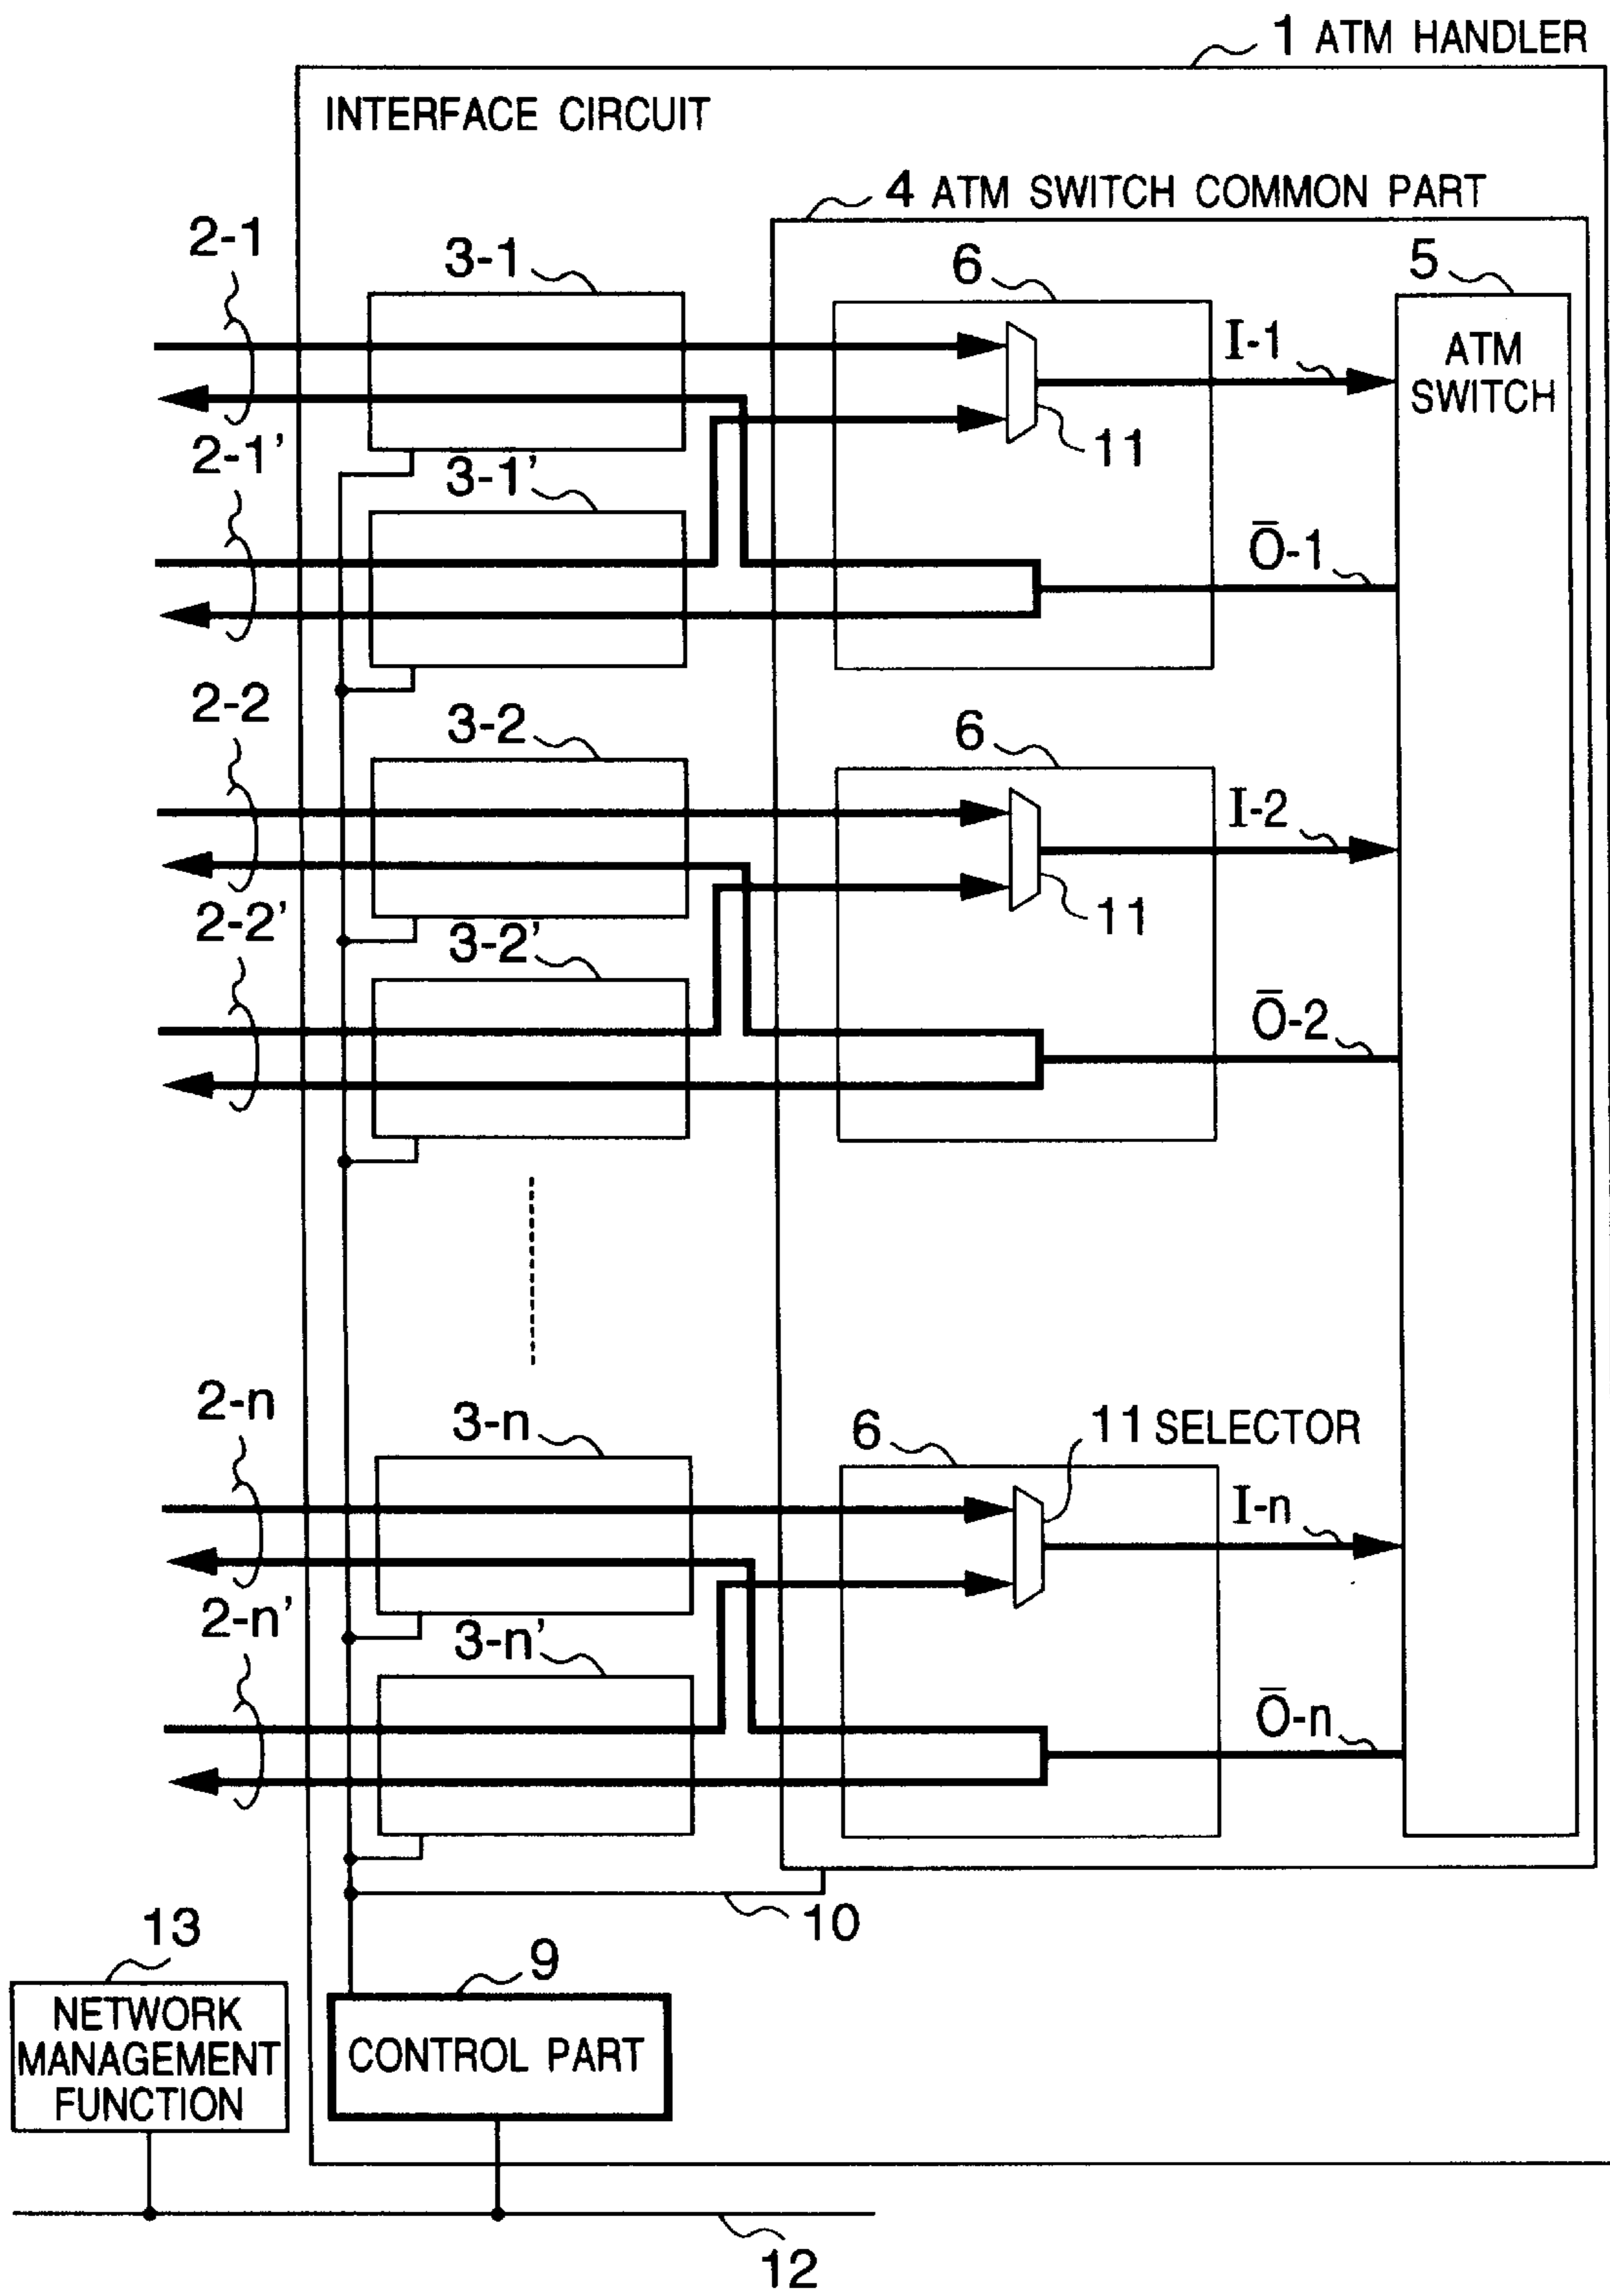 1 ATM HANDLER
INTERFACE CIRCUIT
4 ATM SWITCH COMMON PART
2-1
3-1
6
5
I-1
ATM
SWITCH
11
2-1’
3-1’
Ō-1
2-2
3-2
6
I-2
11
2-2’
3-2’
Ō-2
2-n
3-n
6
11 SELECTOR
I-n
2-n’
3-n’
Ō-n
10
13
9
NETWORK
MANAGEMENT
FUNCTION
CONTROL PART
12